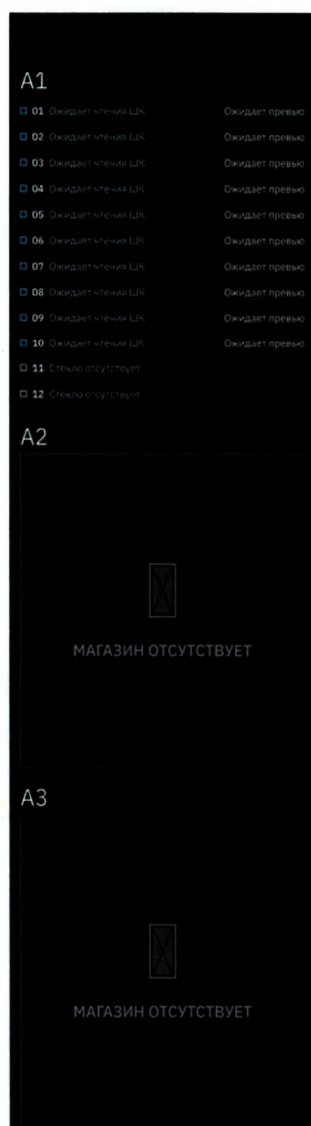 A1
01 Ожидает чтения ШК Ожидает превью
02 Ожидает чтения ШК Ожидает превью
03 Ожидает чтения ШК Ожидает превью
04 Ожидает чтения ШК Ожидает превью
05 Ожидает чтения ШК Ожидает превью
06 Ожидает чтения ШК Ожидает превью
07 Ожидает чтения ШК Ожидает превью
08 Ожидает чтения ШК Ожидает превью
09 Ожидает чтения ШК Ожидает превью
10 Ожидает чтения ШК Ожидает превью
11 Стекло отсутствует
12 Стекло отсутствует
A2
МАГАЗИН ОТСУТСТВУЕТ
A3
МАГАЗИН ОТСУТСТВУЕТ